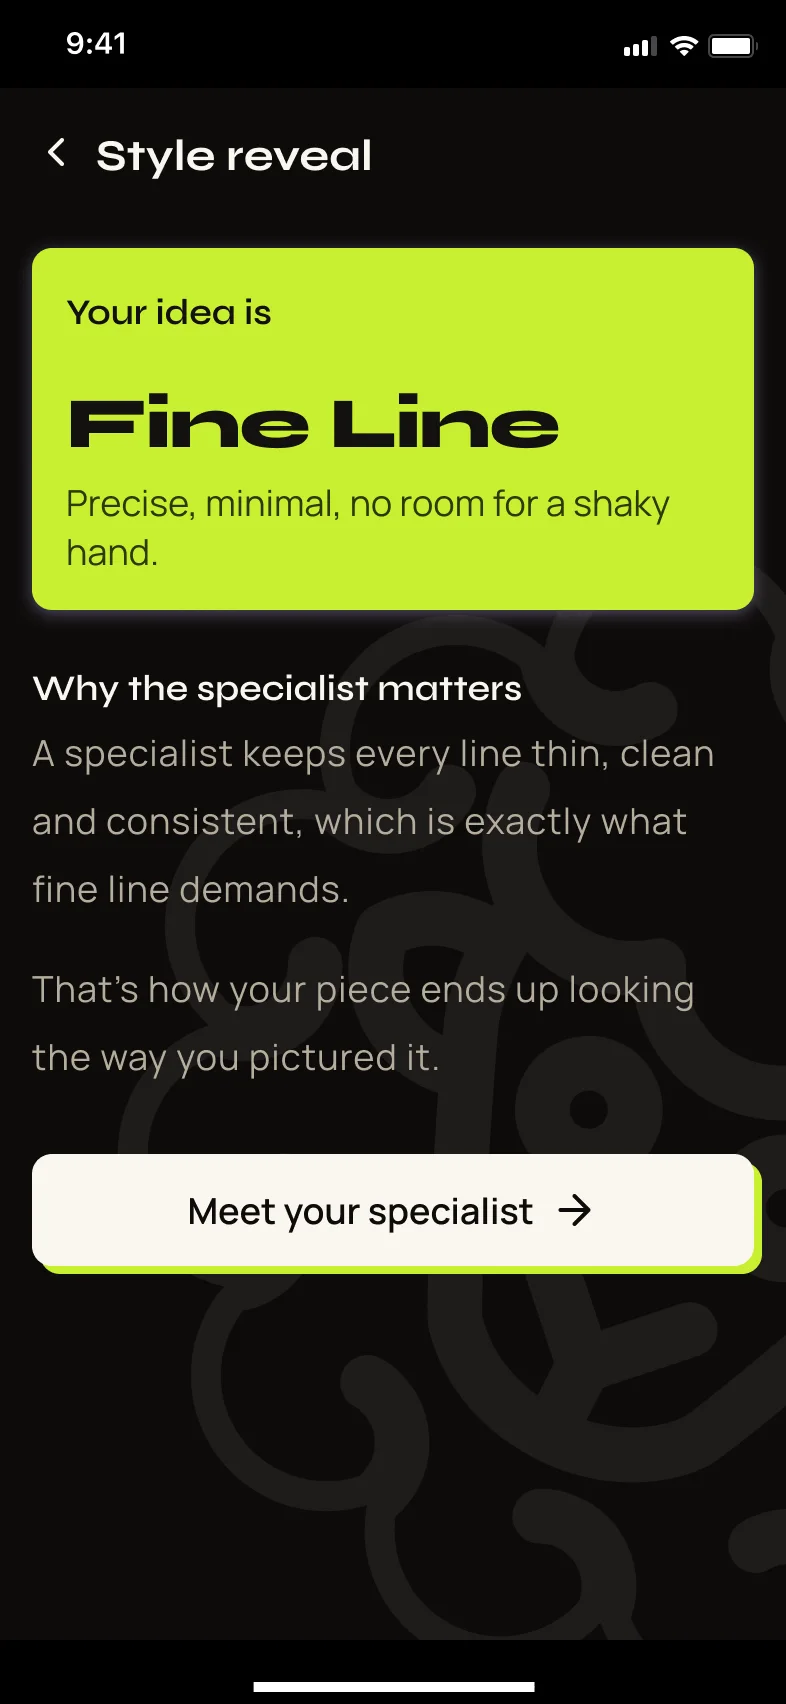 9:41
Style reveal
Your idea is
Fine Line
Precise, minimal, no room for a shaky
hand.
Why the specialist matters
A specialist keeps every line thin, clean
and consistent, which is exactly what
fine line demands.
That’s how your piece ends up looking
the way you pictured it.
Meet your specialist →